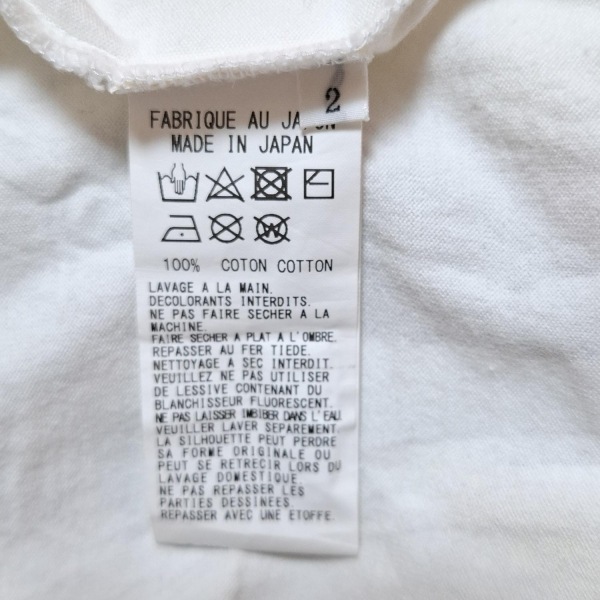 2
FABRIQUE AU JAPON
MADE IN JAPAN
100% COTON COTTON
LAVAGE A LA MAIN.
DECOLORANTS INTERDITS.
NE PAS FAIRE SECHER A LA
MACHINE.
FAIRE SECHER A PLAT A L'OMBRE.
REPASSER AU FER TIEDE.
NETTOYAGE A SEC INTERDIT.
VEUILLEZ NE PAS UTILISER
DE LESSIVE CONTENANT DU
BLANCHISSEUR FLUORESCENT.
NE PAS LAISSER IMBIBER DANS L'EAU
VEUILLER LAVER SEPAREMENT.
LA SILHOUETTE PEUT PERDRE
SA FORME ORIGINALE OU
PEUT SE RETRECIR LORS DU
LAVAGE DOMESTIQUE.
NE PAS REPASSER LES
PARTIES DESSINEES.
REPASSER AVEC UNE ETOFFE.